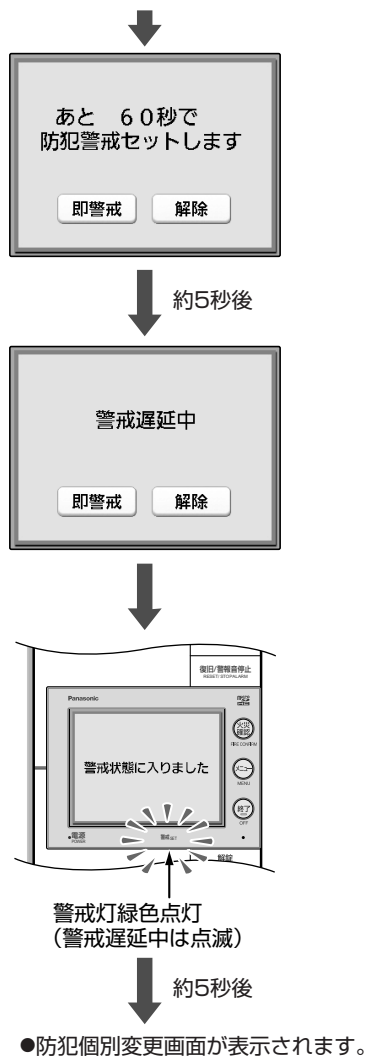 あと ６０秒で
防犯警戒セットします
即警戒 解除
約5秒後
警戒遅延中
即警戒 解除
復旧/警報音停止
RESET/ STOPALARM
Panasonic
火災
確認
FIRE CONFIRM
警戒状態に入りました
メニュー
MENU
終了
OFF
電源
POWER
警戒 SET
解錠
警戒灯緑色点灯
（警戒遅延中は点滅）
約5秒後
●防犯個別変更画面が表示されます。